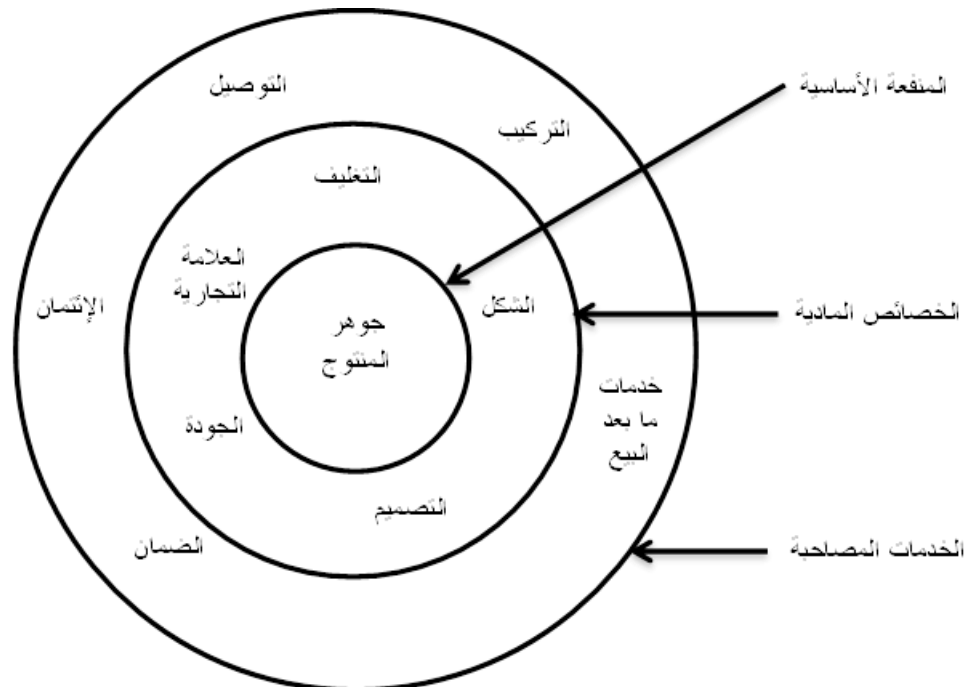 التوصيل
المنفعة الأساسية
التركيب
التغليف
العلامة
التجارية
الإئتمان
الشكل
الخصائص المادية
جوهر
المنتوج
خدمات
ما بعد
البيع
الجودة
التصميم
الضمان
الخدمات المصاحبة